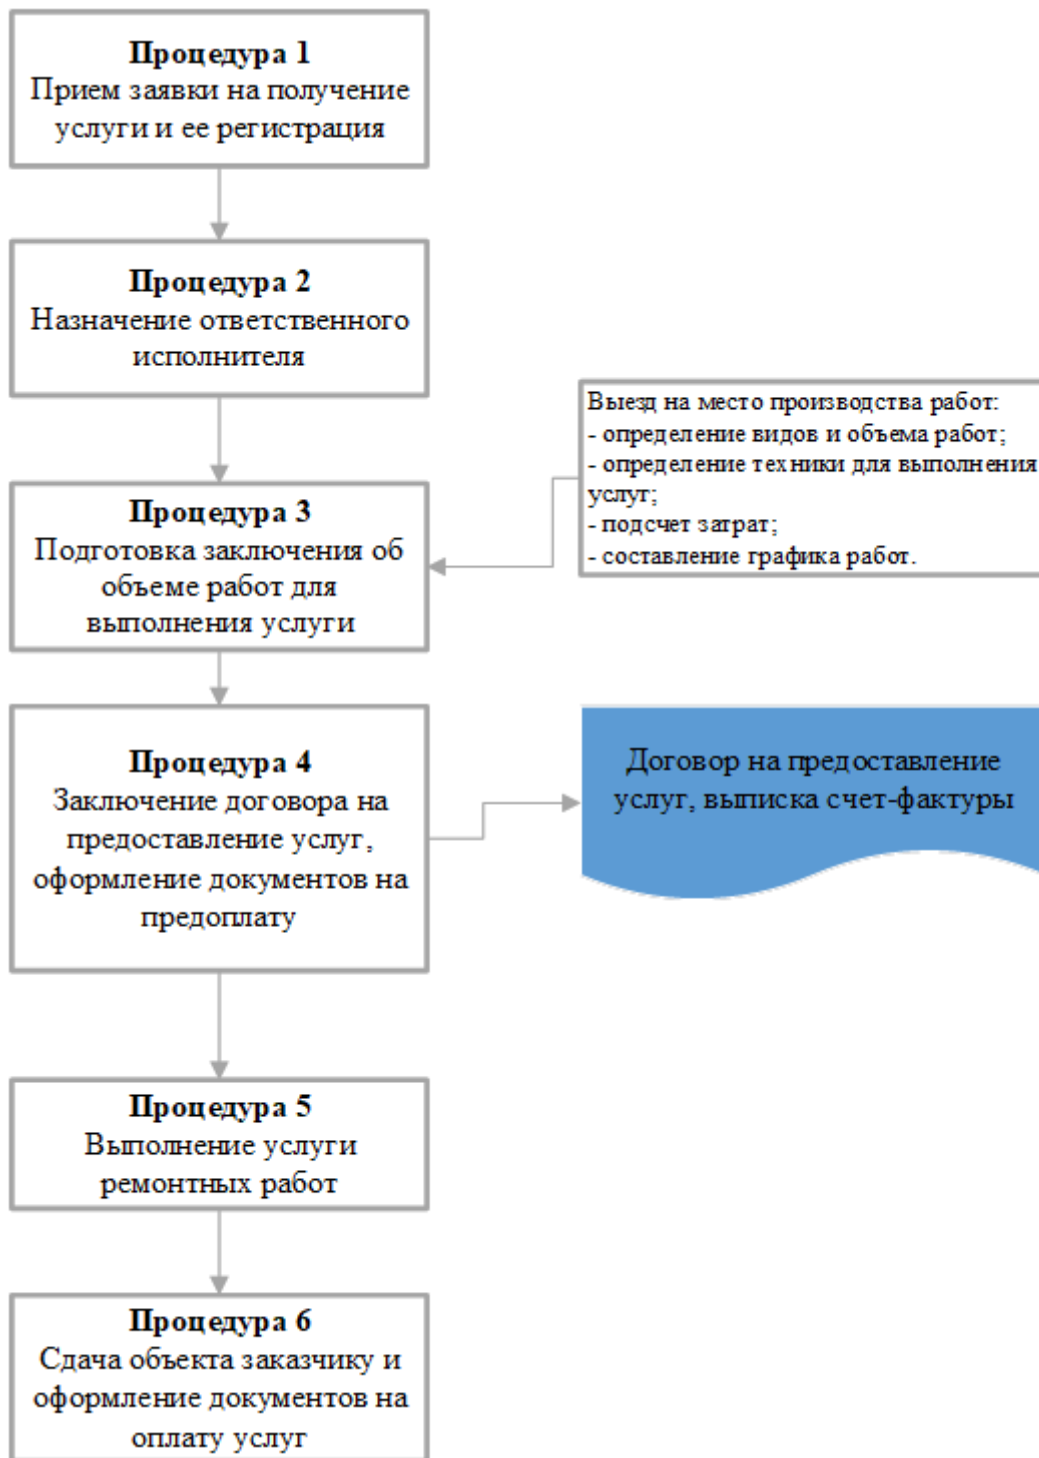 Процедура 1
Прием заявки на получение
услуги и ее регистрация
Процедура 2
Назначение ответственного
исполнителя
Выезд на место производства работ:
- определение видов и объема работ;
- определение техники для выполнения
услуг;
- подсчет затрат;
- составление графика работ.
Процедура 3
Подготовка заключения об
объеме работ для
выполнения услуги
Процедура 4
Заключение договора на
предоставление услуг,
оформление документов на
предоплату
Договор на предоставление
услуг, выписка счет-фактуры
Процедура 5
Выполнение услуги
ремонтных работ
Процедура 6
Сдача объекта заказчику и
оформление документов на
оплату услуг